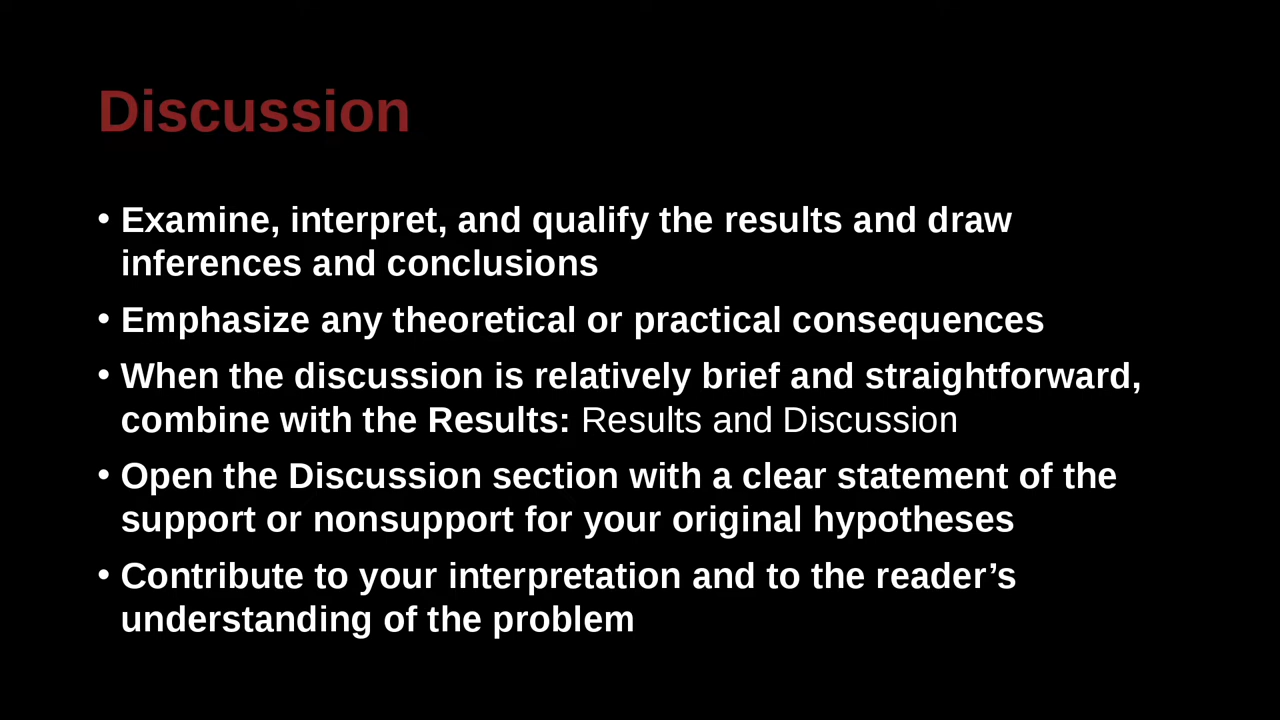 Discussion
• Examine, interpret, and qualify the results and draw
inferences and conclusions
• Emphasize any theoretical or practical consequences
• When the discussion is relatively brief and straightforward,
combine with the Results: Results and Discussion
• Open the Discussion section with a clear statement of the
support or nonsupport for your original hypotheses
• Contribute to your interpretation and to the reader’s
understanding of the problem